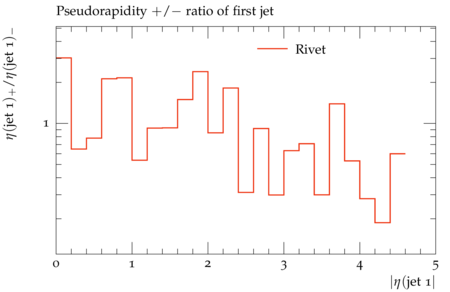 Pseudorapidity +/− ratio of first jet
η(jet 1)₊/η(jet 1)₋
Rivet
1
0 1 2 3 4 5
|η(jet 1|